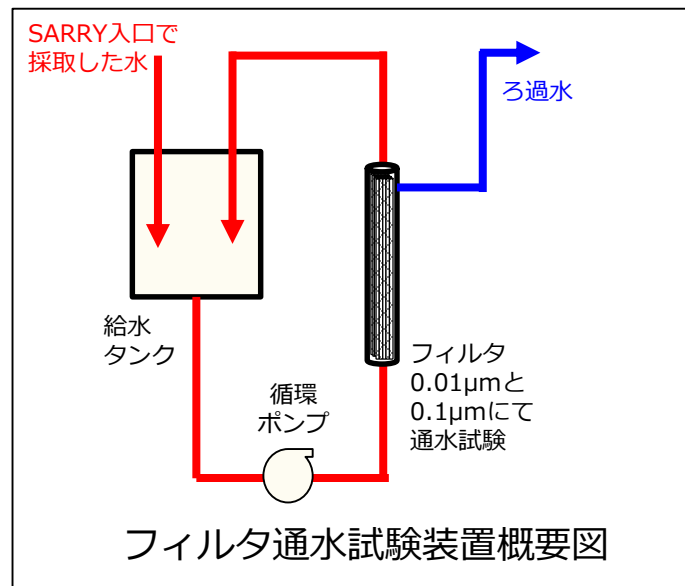 SARRY入口で
採取した水
ろ過水
給水
タンク
循環
ポンプ
フィルタ
0.01μmと
0.1μmにて
通水試験
フィルタ通水試験装置概要図